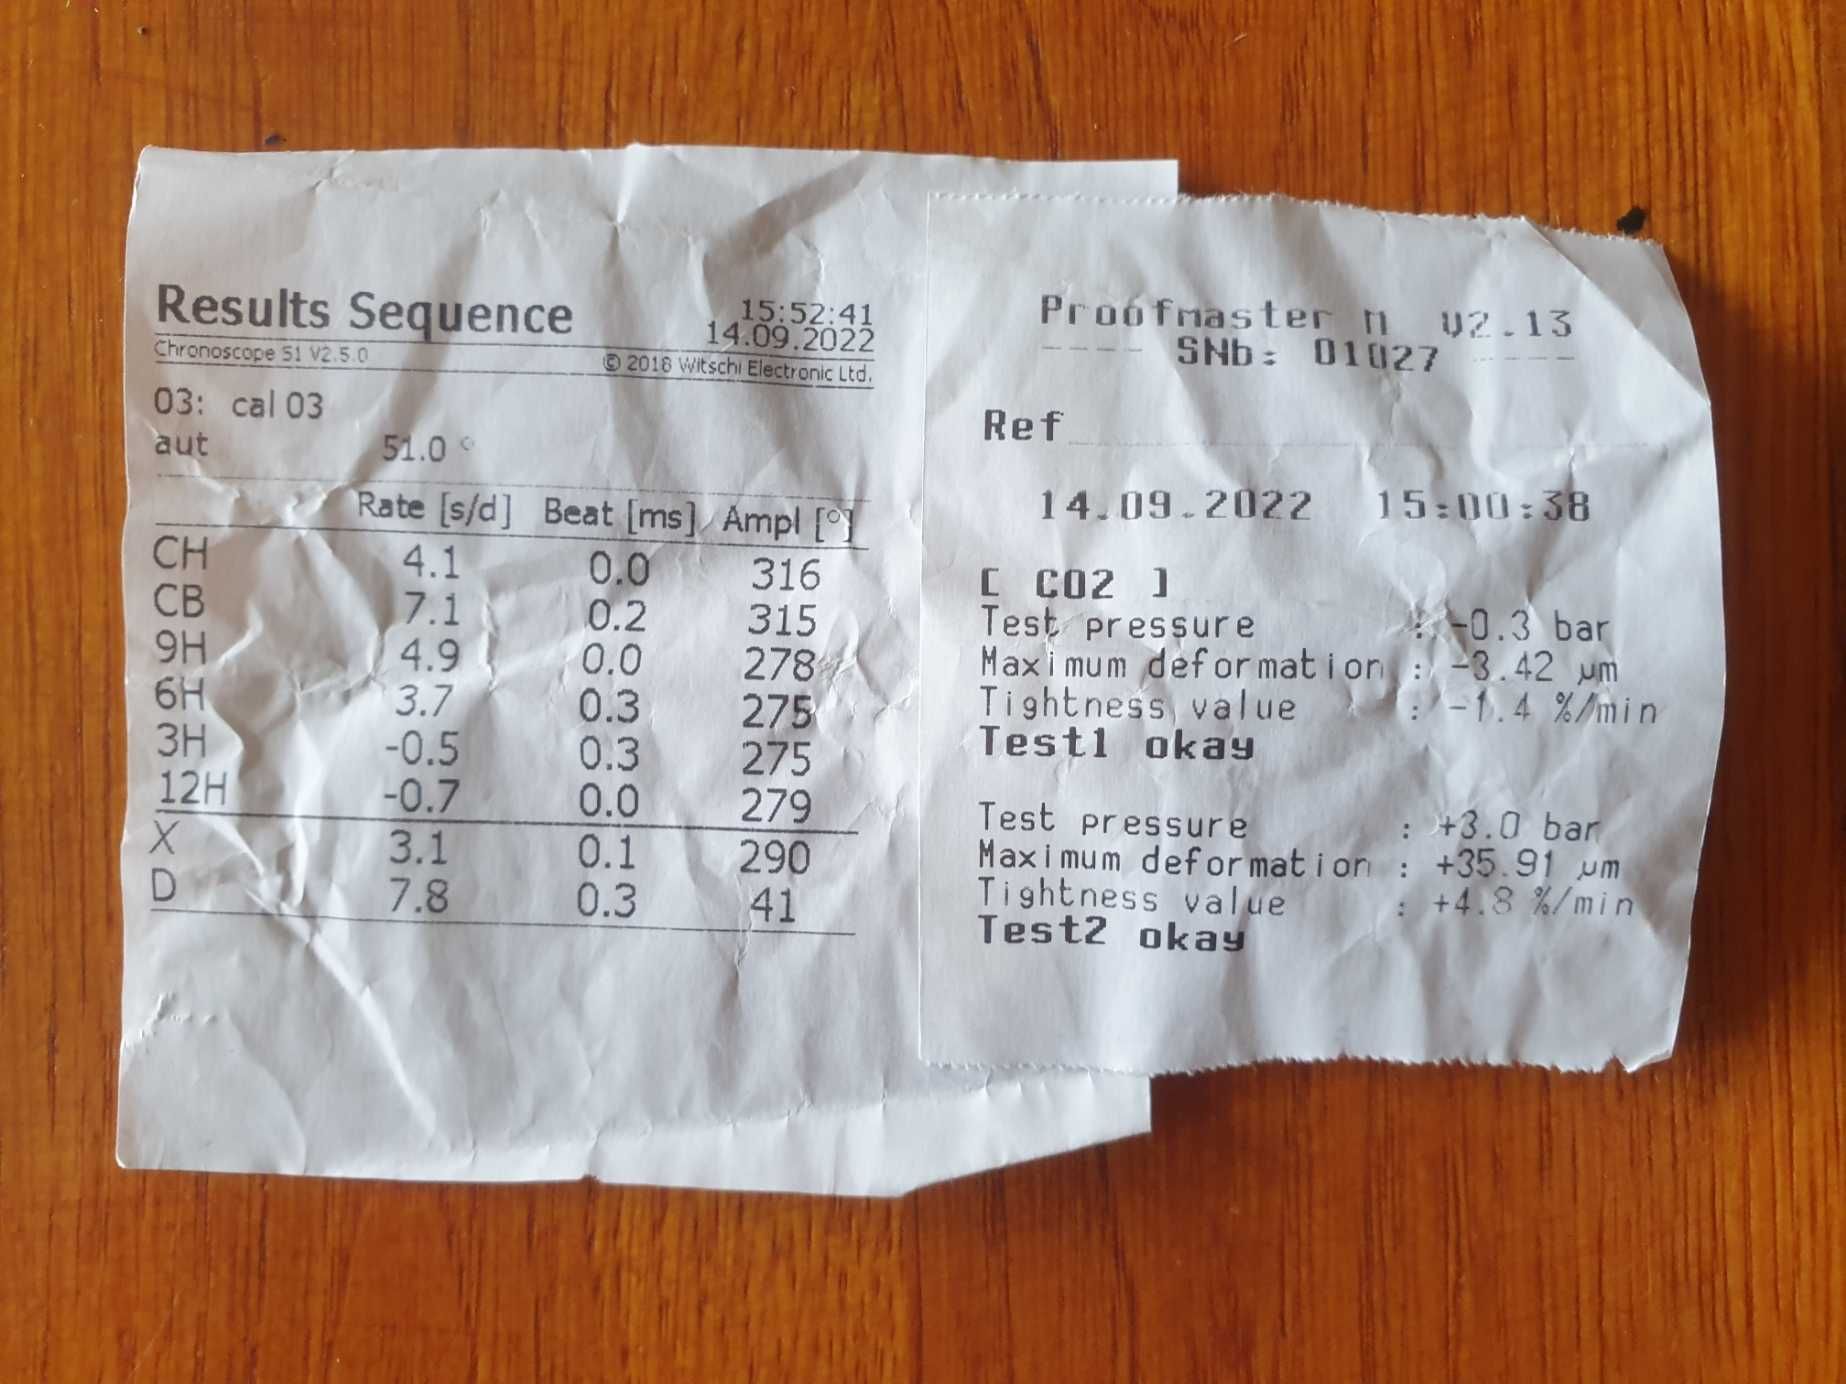 Results Sequence 15:52:41
14.09.2022
Chronoscope S1 V2.5.0 © 2018 Witschi Electronic Ltd.
03: cal 03
aut 51.0 °
Rate [s/d] Beat [ms] Ampl [°]
CH 4.1 0.0 316
CB 7.1 0.2 315
9H 4.9 0.0 278
6H 3.7 0.3 275
3H -0.5 0.3 275
12H -0.7 0.0 279
X 3.1 0.1 290
D 7.8 0.3 41
Proofmaster M V2.13
---- SNb: 01027 -----
Ref
14.09.2022 15:00:38
[ CO2 ]
Test pressure : -0.3 bar
Maximum deformation : -3.42 µm
Tightness value : -1.4 %/min
Test1 okay
Test pressure : +3.0 bar
Maximum deformation : +35.91 µm
Tightness value : +4.8 %/min
Test2 okay